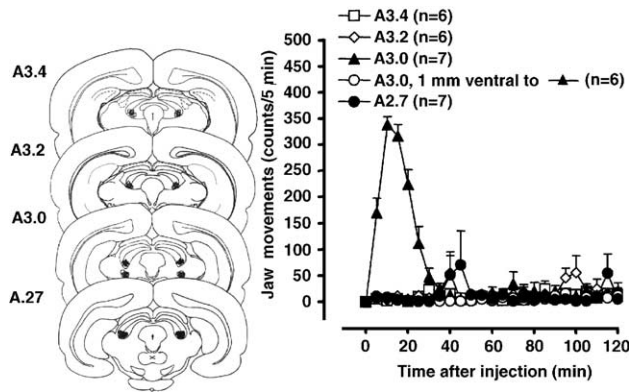 A3.4
A3.2
A3.0
A.27
A3.4 (n=6)
A3.2 (n=6)
A3.0 (n=7)
A3.0, 1 mm ventral to (n=6)
A2.7 (n=7)
Jaw movements (counts/5 min)
500
450
400
350
300
250
200
150
100
50
0
0 20 40 60 80 100 120
Time after injection (min)